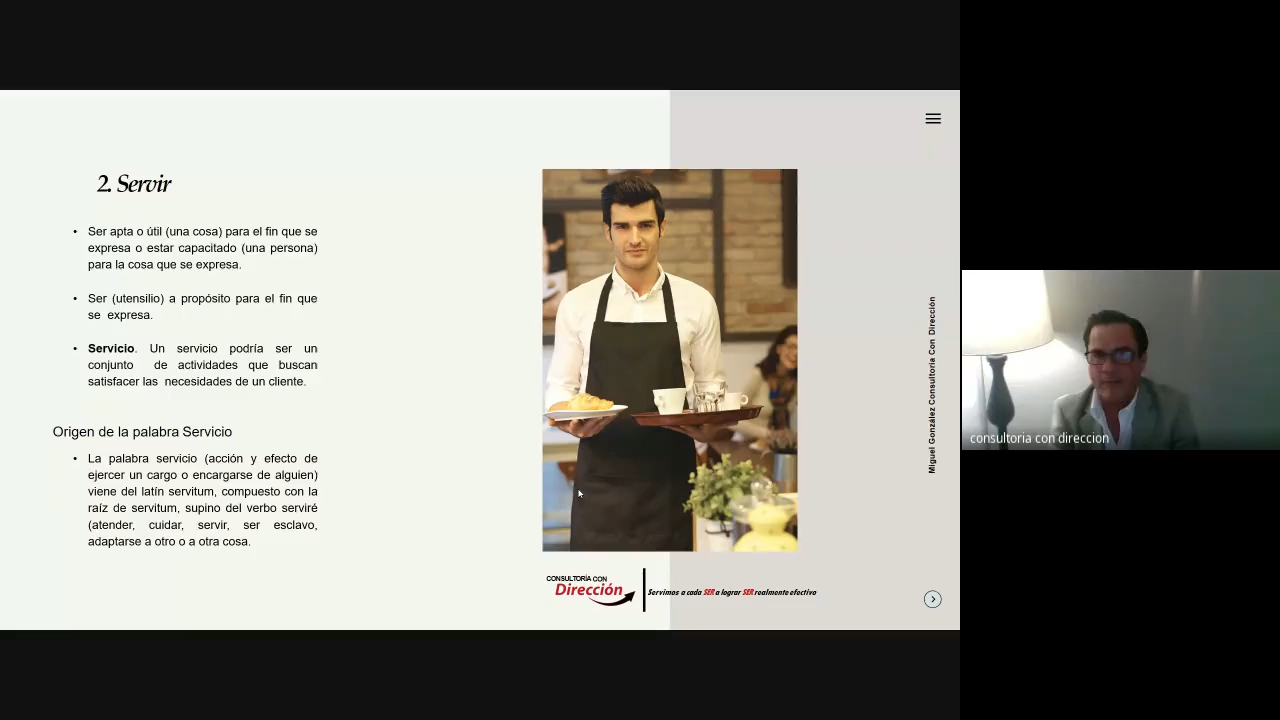 2. Servir
• Ser apta o útil (una cosa) para el fin que se
expresa o estar capacitado (una persona)
para la cosa que se expresa.
• Ser (utensilio) a propósito para el fin que
se expresa.
• Servicio. Un servicio podría ser un
conjunto de actividades que buscan
satisfacer las necesidades de un cliente.
Origen de la palabra Servicio
• La palabra servicio (acción y efecto de
ejercer un cargo o encargarse de alguien)
viene del latín servitum, compuesto con la
raíz de servitum, supino del verbo serviré
(atender, cuidar, servir, ser esclavo,
adaptarse a otro o a otra cosa.
CONSULTORÍA CON
Dirección
Servimos a cada SER a lograr SER realmente efectivo
Miguel González Consultoría Con Dirección
consultoria con direccion